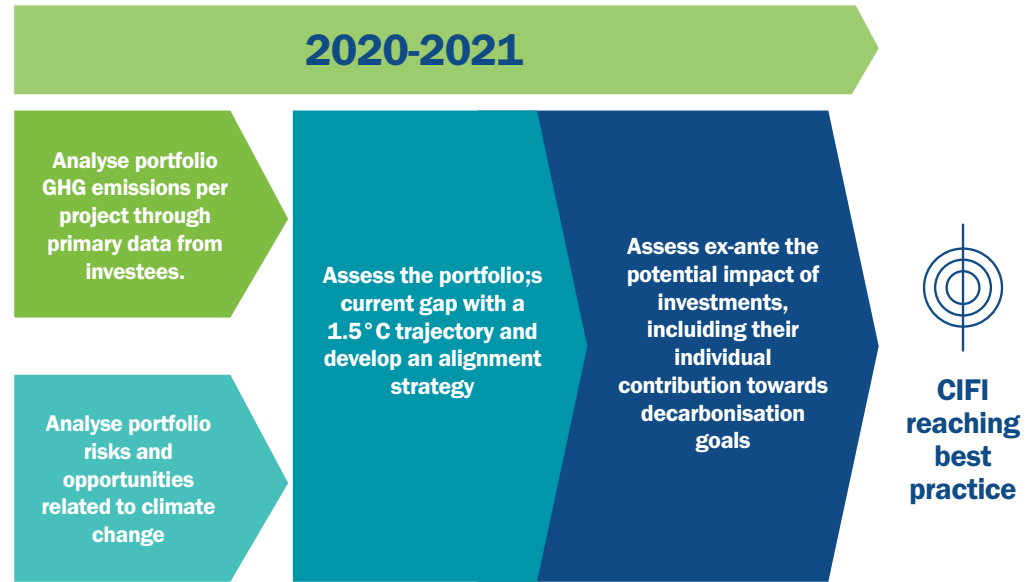 2020-2021
Analyse portfolio
GHG emissions per
project through
primary data from
investees.
Analyse portfolio
risks and
opportunities
related to climate
change
Assess the portfolio;s
current gap with a
1.5°C trajectory and
develop an alignment
strategy
Assess ex-ante the
potential impact of
investments,
incluiding their
individual
contribution towards
decarbonisation
goals
CIFI
reaching
best
practice